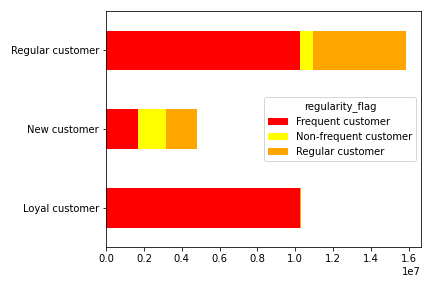 Regular customer
New customer
Loyal customer
regularity_flag
Frequent customer
Non-frequent customer
Regular customer
0.0 0.2 0.4 0.6 0.8 1.0 1.2 1.4 1.6
1e7